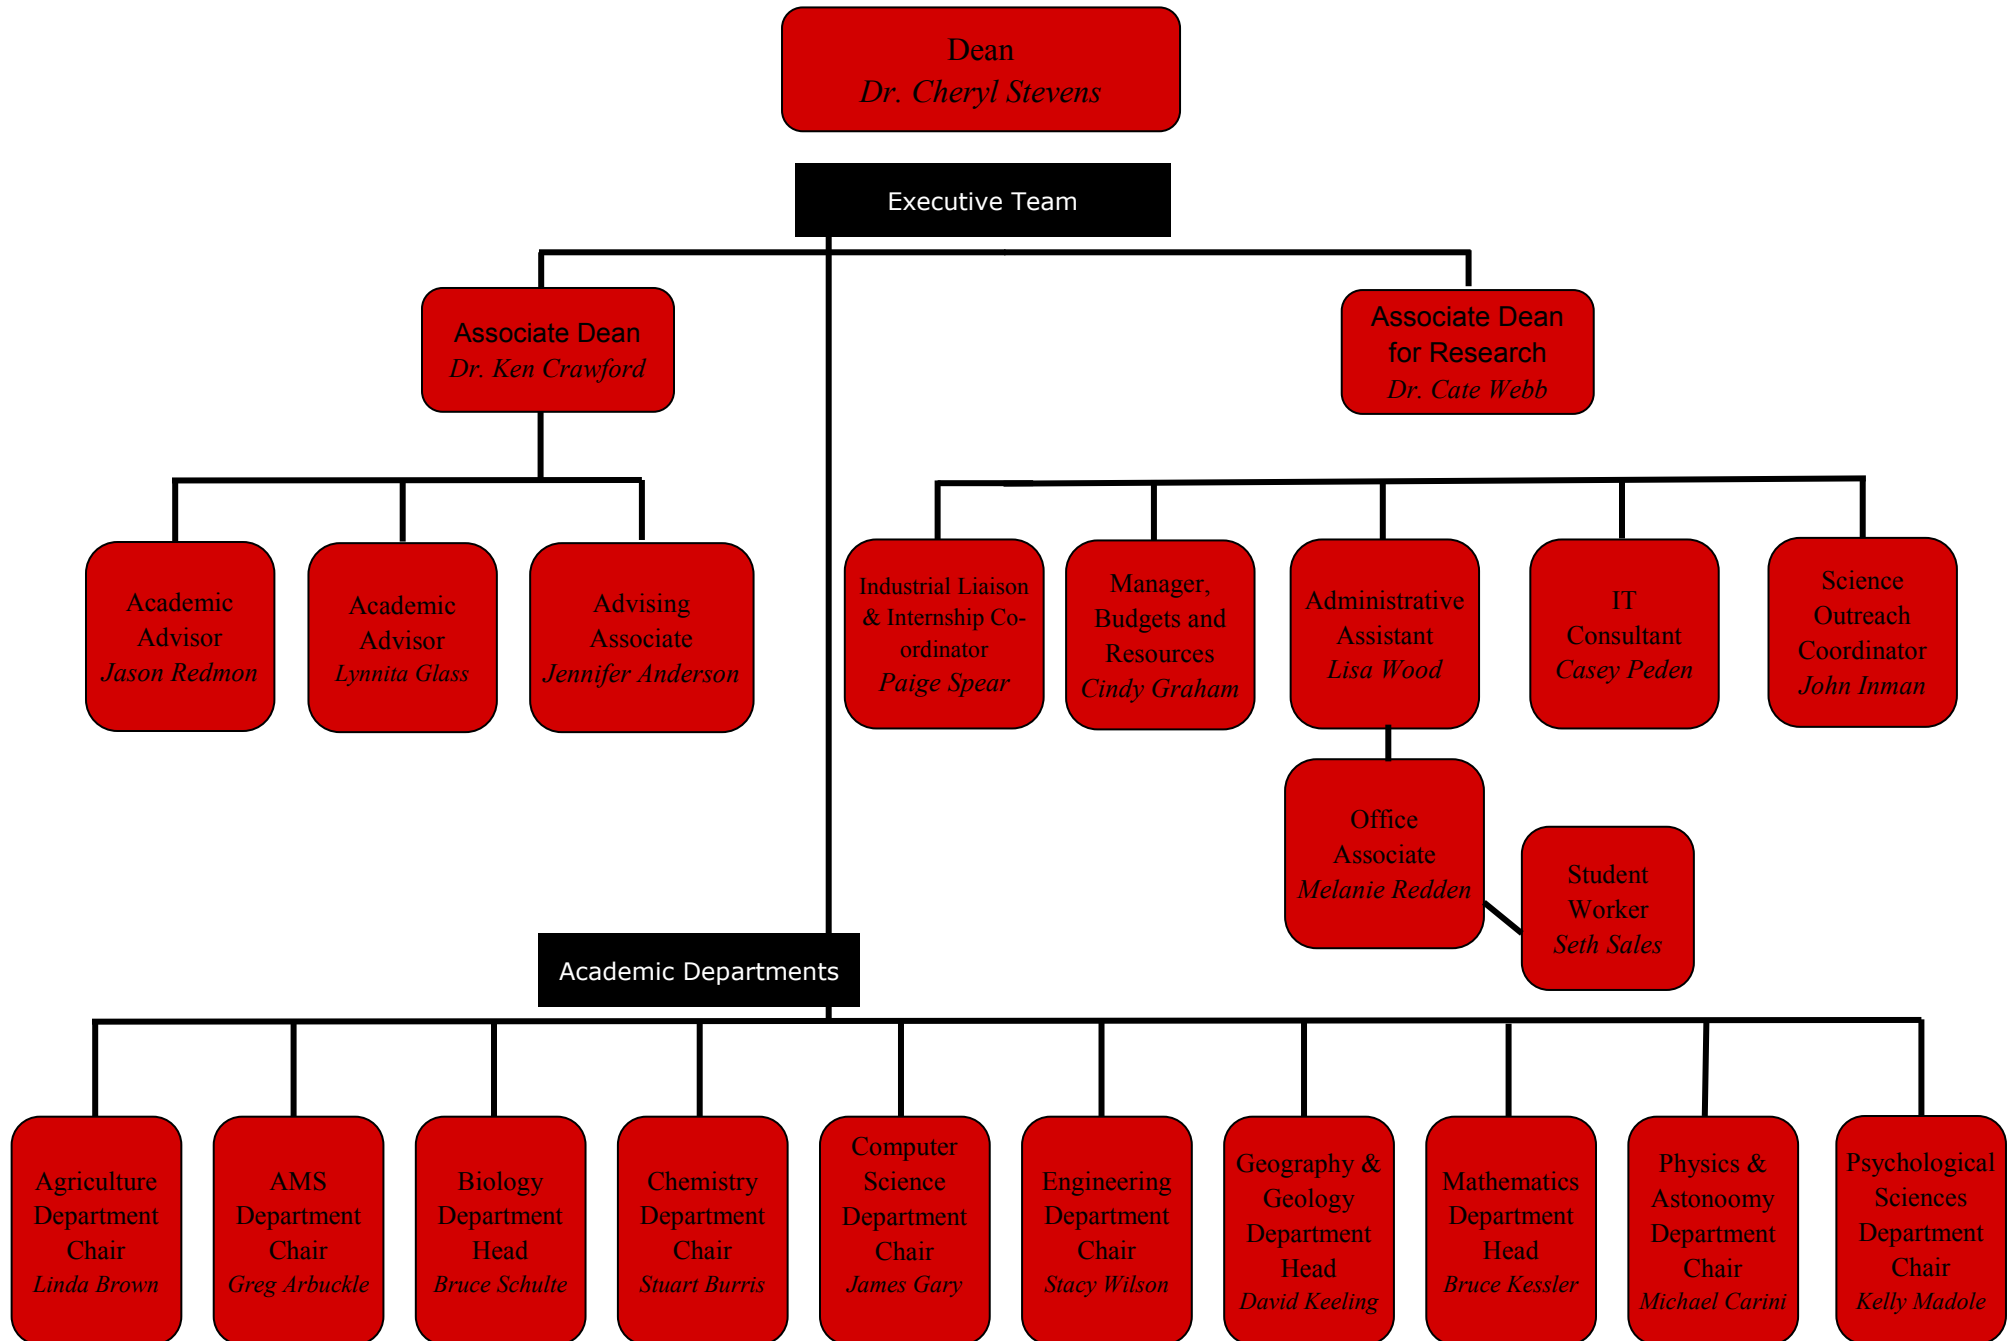 Dean
Dr. Cheryl Stevens
Executive Team
Associate Dean
Dr. Ken Crawford
Associate Dean
for Research
Dr. Cate Webb
Academic
Advisor
Jason Redmon
Academic
Advisor
Lynnita Glass
Advising
Associate
Jennifer Anderson
Industrial Liaison
& Internship Co-
ordinator
Paige Spear
Manager,
Budgets and
Resources
Cindy Graham
Administrative
Assistant
Lisa Wood
IT
Consultant
Casey Peden
Science
Outreach
Coordinator
John Inman
Office
Associate
Melanie Redden
Student
Worker
Seth Sales
Academic Departments
Agriculture
Department
Chair
Linda Brown
AMS
Department
Chair
Greg Arbuckle
Biology
Department
Head
Bruce Schulte
Chemistry
Department
Chair
Stuart Burris
Computer
Science
Department
Chair
James Gary
Engineering
Department
Chair
Stacy Wilson
Geography &
Geology
Department
Head
David Keeling
Mathematics
Department
Head
Bruce Kessler
Physics &
Astonoomy
Department
Chair
Michael Carini
Psychological
Sciences
Department
Chair
Kelly Madole